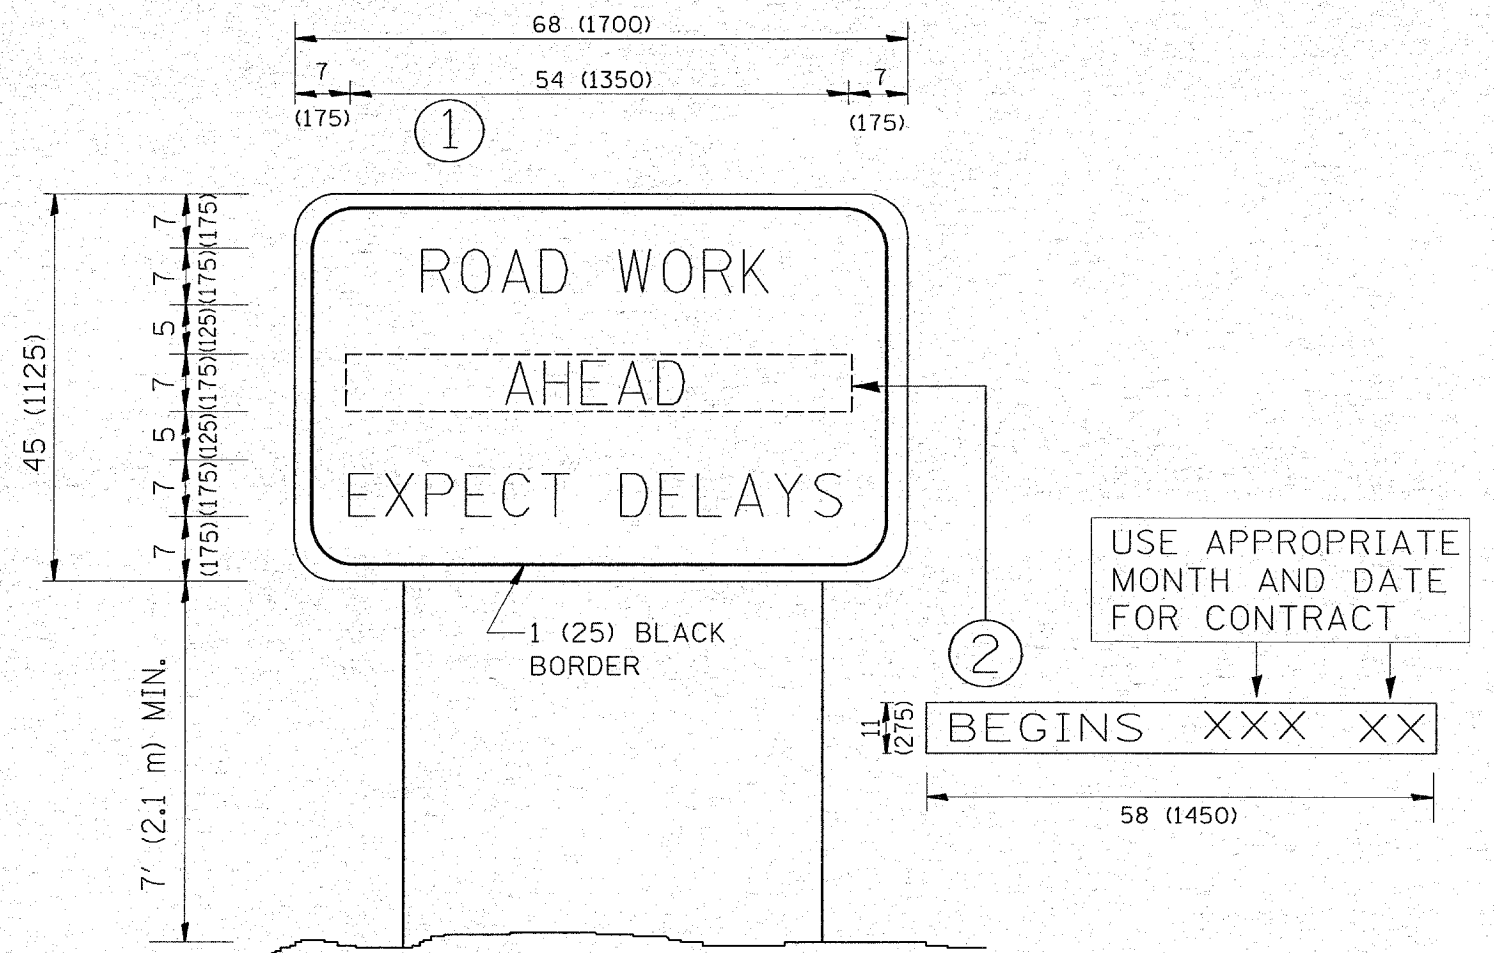 68 (1700)
7
54 (1350)
7
(175)
(175)
1
45 (1125)
7
(175)
7
(175)
5
(125)
7
(175)
5
(125)
7
(175)
7
(175)
ROAD WORK
AHEAD
EXPECT DELAYS
1 (25) BLACK
BORDER
7' (2.1 m) MIN.
2
USE APPROPRIATE
MONTH AND DATE
FOR CONTRACT
11
(275)
BEGINS XXX XX
58 (1450)